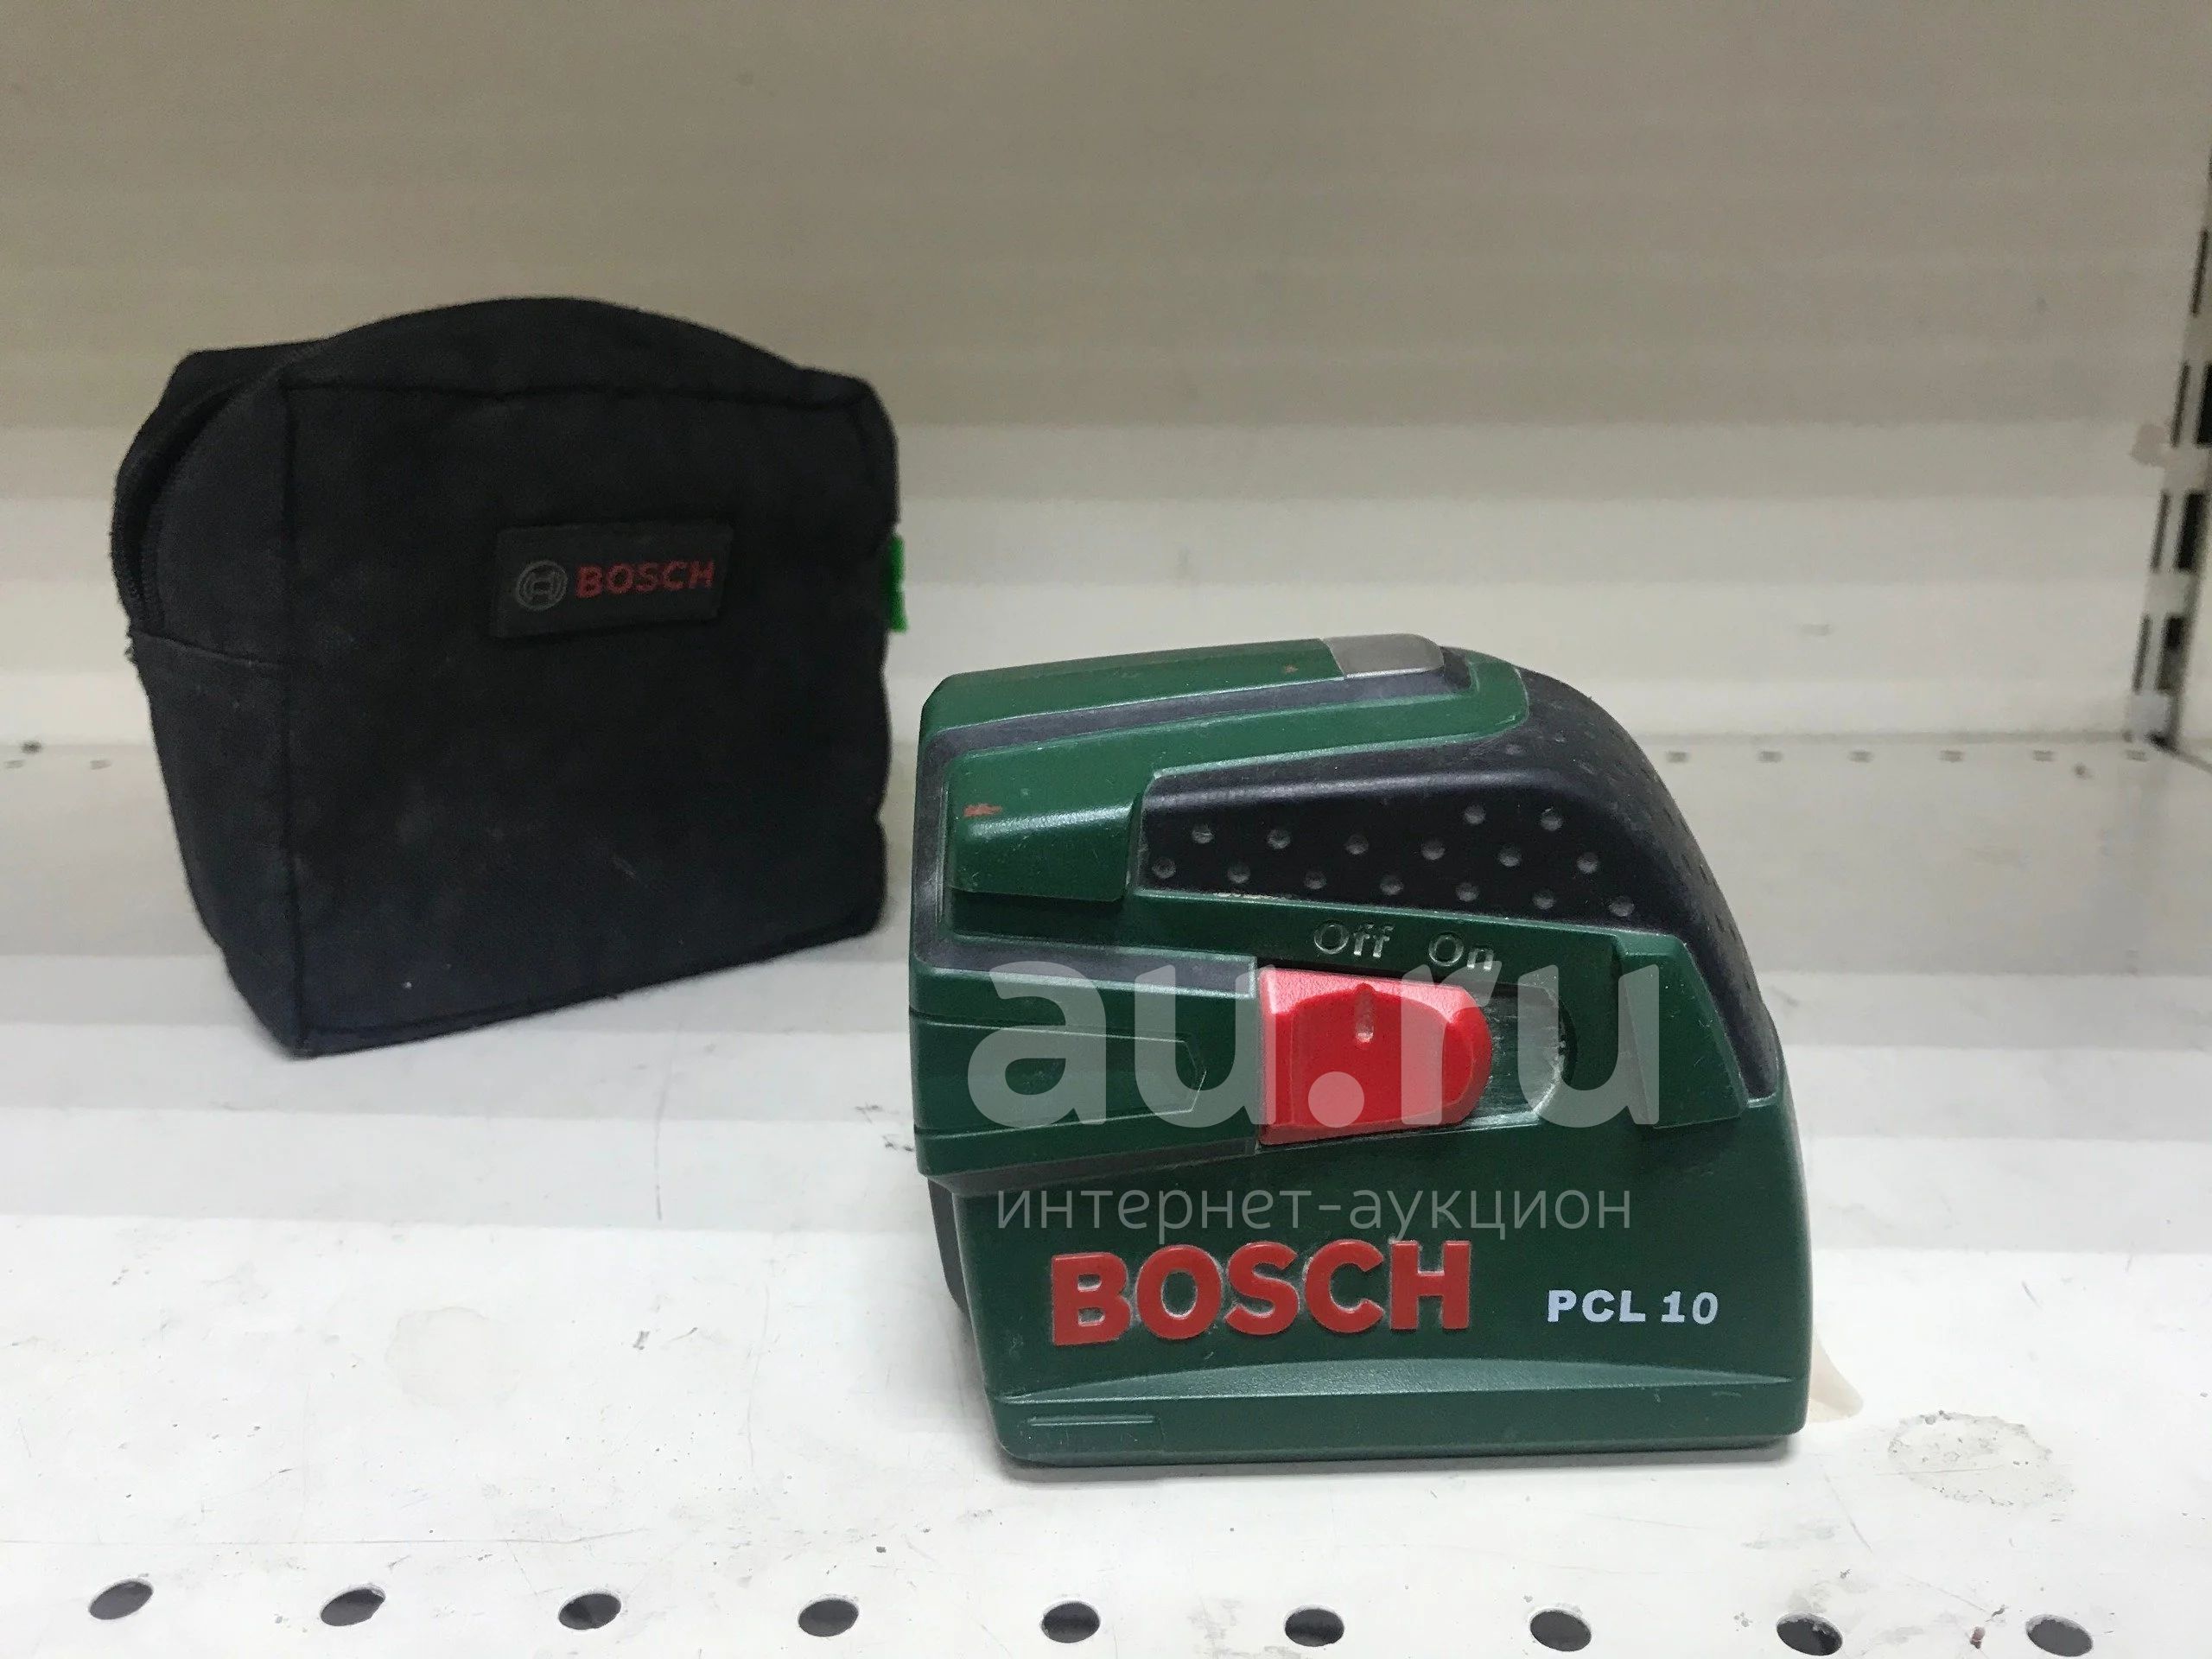 BOSCH
Off On
au.ru
интернет-аукцион
BOSCH PCL 10